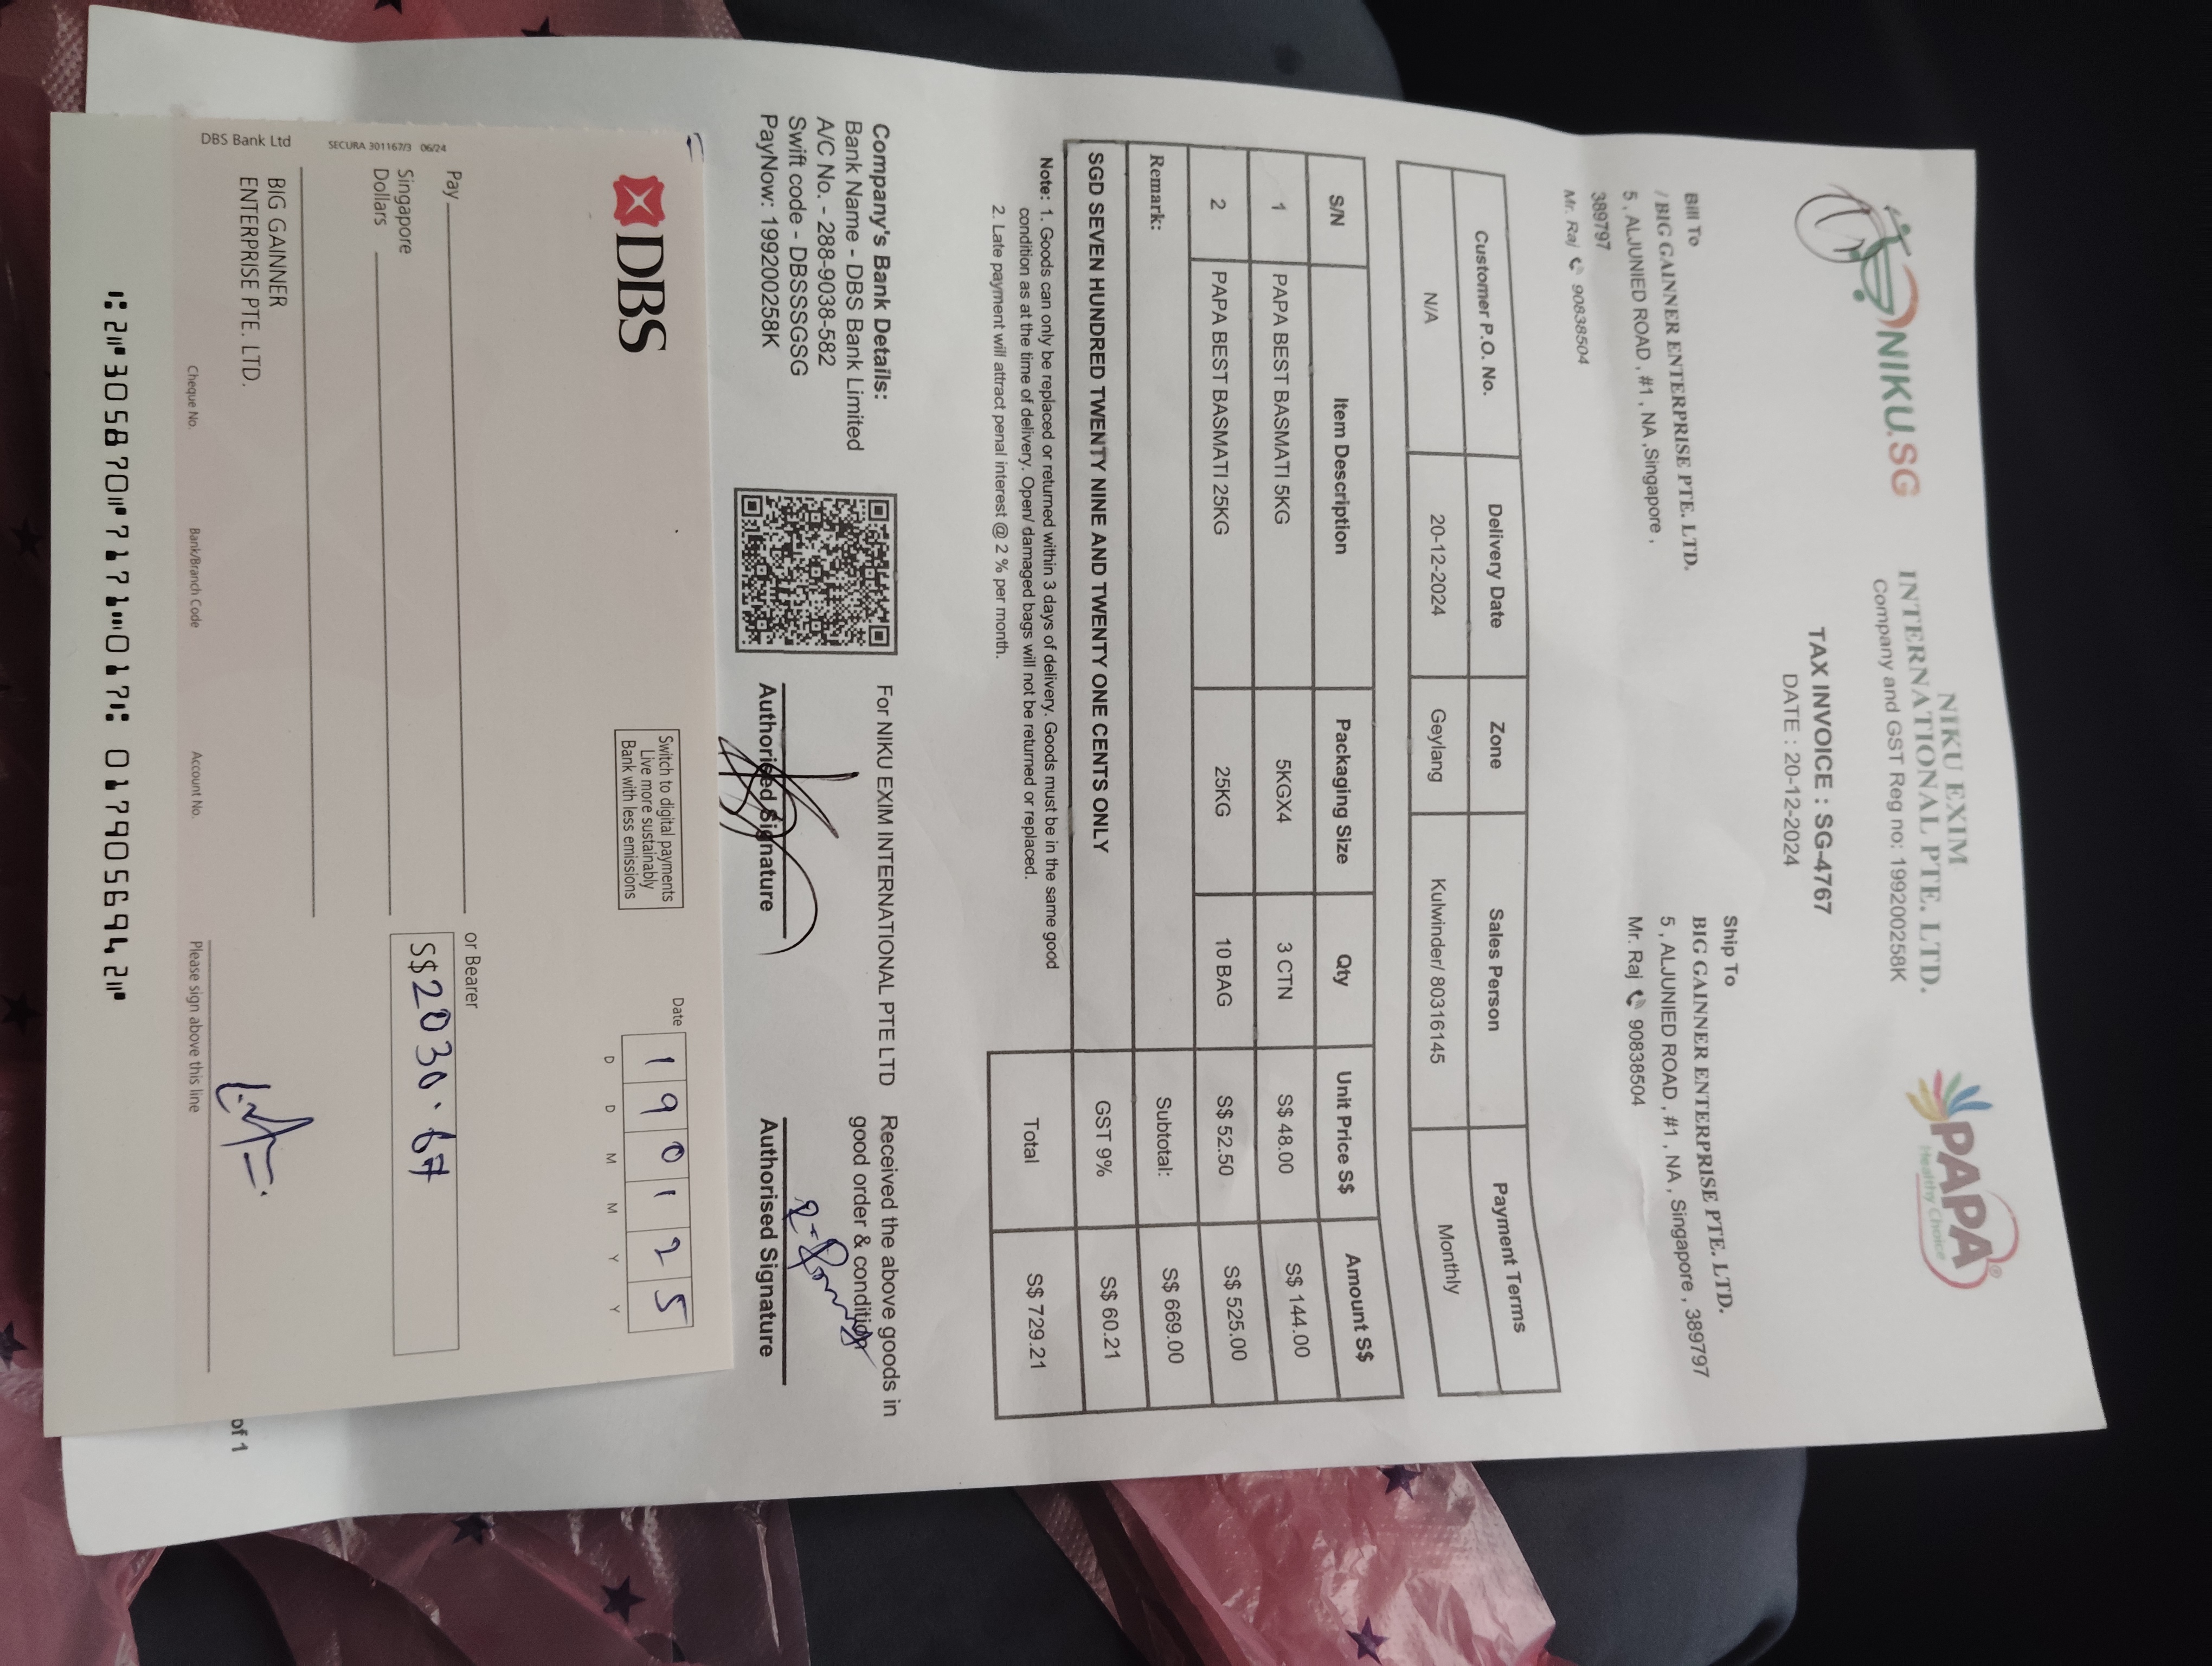 NIKU.SG
NIKU EXIM
INTERNATIONAL PTE. LTD.
Company and GST Reg no: 199200258K
PAPA®
Healthy Choice
TAX INVOICE : SG-4767
DATE : 20-12-2024
Bill To
/ BIG GAINNER ENTERPRISE PTE. LTD.
5 , ALJUNIED ROAD , #1 , NA ,Singapore ,
389797
Mr. Raj 90838504
Ship To
BIG GAINNER ENTERPRISE PTE. LTD.
5 , ALJUNIED ROAD , #1 , NA , Singapore , 389797
Mr. Raj 90838504
Customer P.O. No. Delivery Date Zone Sales Person Payment Terms
N/A 20-12-2024 Geylang Kulwinder/ 80316145 Monthly
S/N Item Description Packaging Size Qty Unit Price S$ Amount S$
1 PAPA BEST BASMATI 5KG 5KGX4 3 CTN S$ 48.00 S$ 144.00
2 PAPA BEST BASMATI 25KG 25KG 10 BAG S$ 52.50 S$ 525.00
Remark: Subtotal: S$ 669.00
SGD SEVEN HUNDRED TWENTY NINE AND TWENTY ONE CENTS ONLY GST 9% S$ 60.21
Total S$ 729.21
Note: 1. Goods can only be replaced or returned within 3 days of delivery. Goods must be in the same good
condition as at the time of delivery. Open/ damaged bags will not be returned or replaced.
2. Late payment will attract penal interest @ 2 % per month.
Company's Bank Details:
Bank Name - DBS Bank Limited
A/C No. - 288-9038-582
Swift code - DBSSSGSG
PayNow: 199200258K
For NIKU EXIM INTERNATIONAL PTE LTD
Authorised Signature
Received the above goods in
good order & condition
Authorised Signature
DBS
Switch to digital payments
Live more sustainably
Bank with less emissions
Date 1 9 0 1 2 5
D D M M Y Y
Pay or Bearer
Singapore
Dollars
S$ 2030.67
SECURA 301167/3 06/24
BIG GAINNER
ENTERPRISE PTE. LTD.
DBS Bank Ltd
Cheque No. Bank/Branch Code Account No. Please sign above this line
⑆2⑈305870⑈7171⑉017⑆ 0179056942⑈
of 1